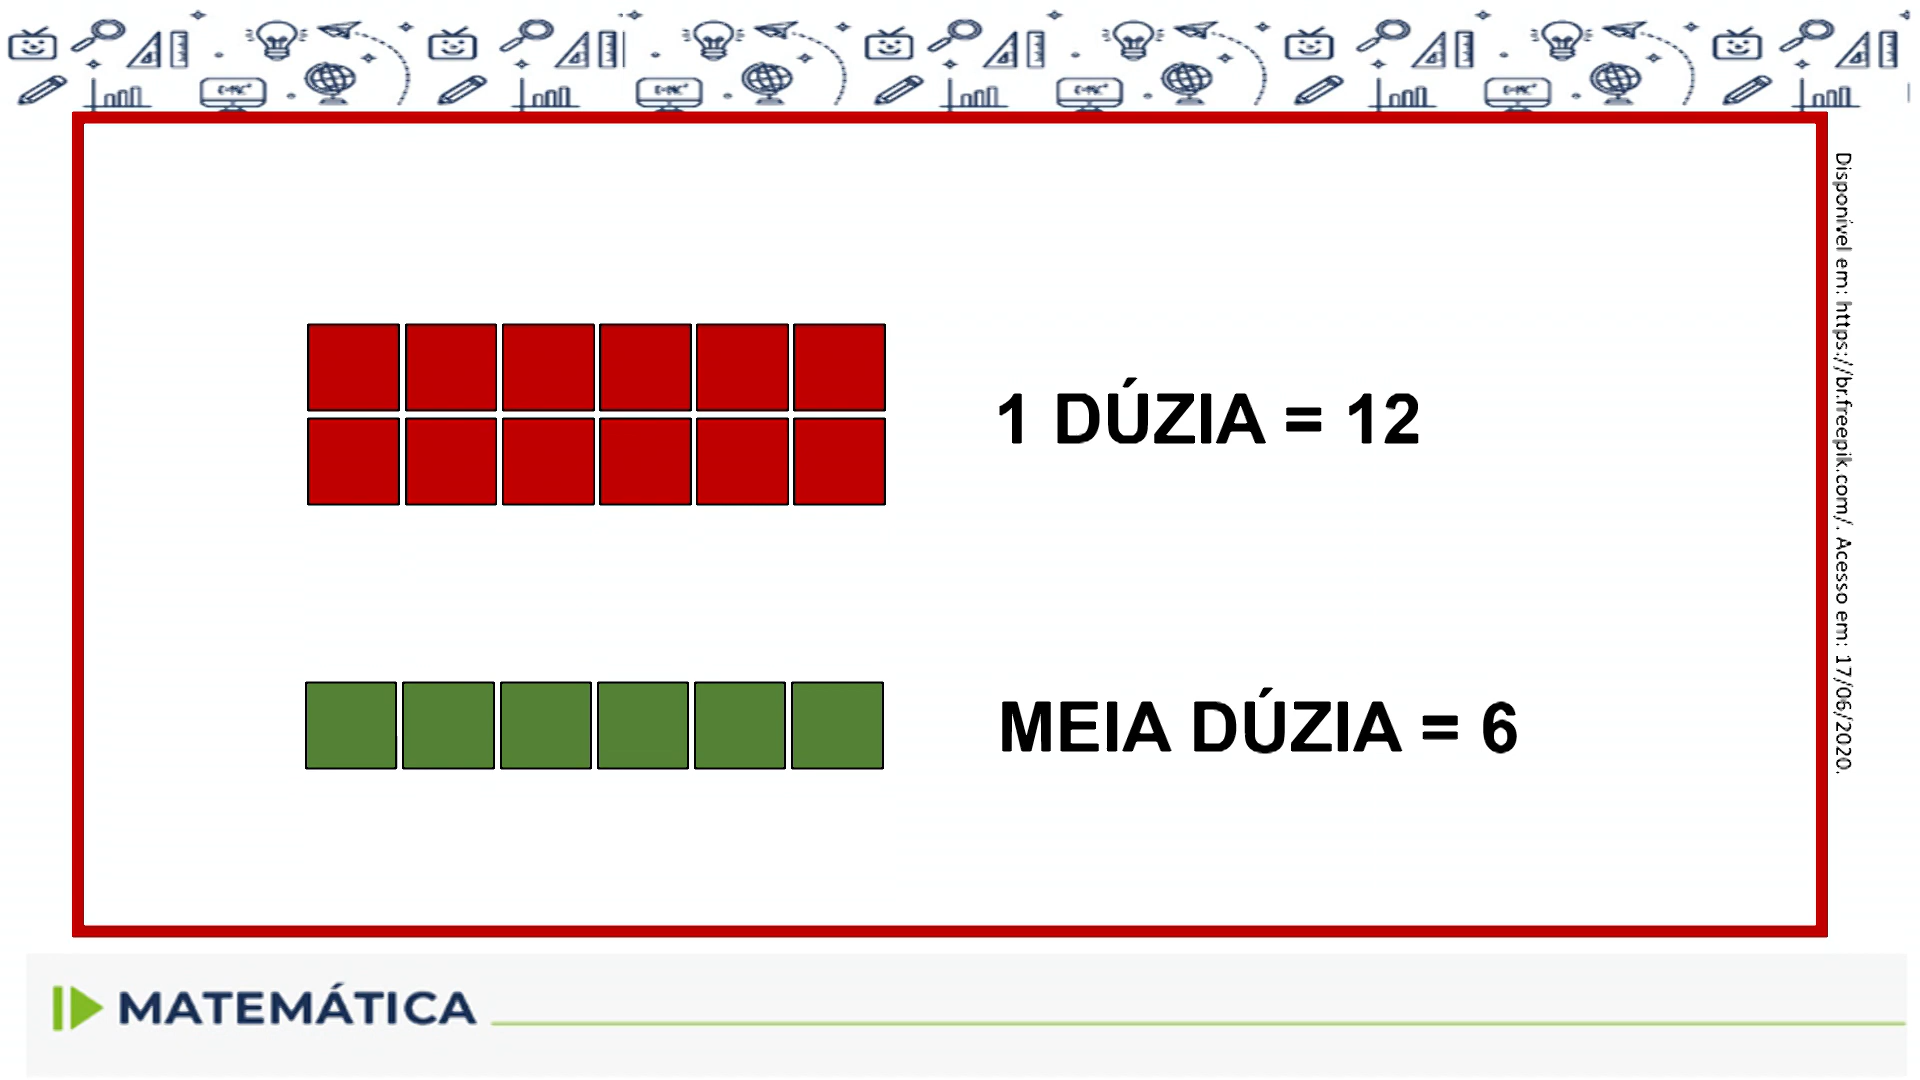 1 DÚZIA = 12
MEIA DÚZIA = 6
Disponível em: https://br.freepik.com/. Acesso em: 17/06/2020.
MATEMÁTICA